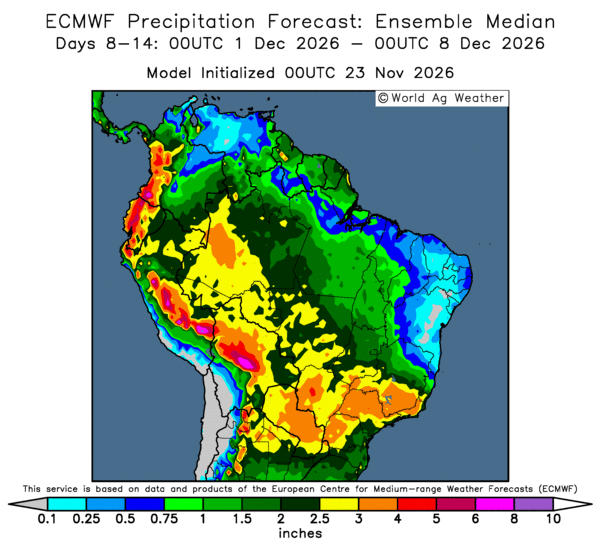 ECMWF Precipitation Forecast: Ensemble Median
Days 8-14: 00UTC 1 Dec 2026 - 00UTC 8 Dec 2026
Model Initialized 00UTC 23 Nov 2026
© World Ag Weather
This service is based on data and products of the European Centre for Medium-range Weather Forecasts (ECMWF)
0.1 0.25 0.5 0.75 1 1.5 2 2.5 3 4 5 6 8 10
inches